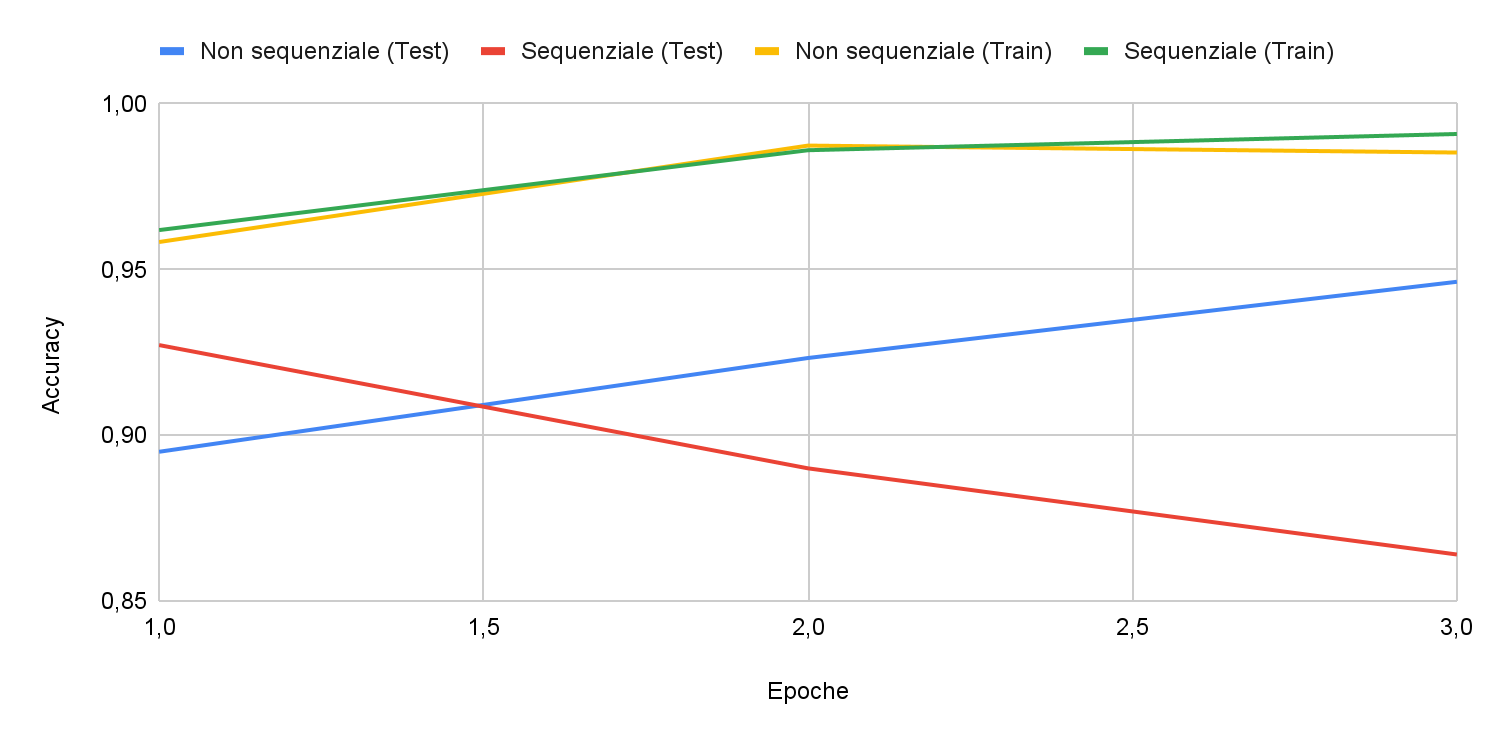 Non sequenziale (Test) Sequenziale (Test) Non sequenziale (Train) Sequenziale (Train)
1,00
0,95
0,90
0,85
Accuracy
1,0 1,5 2,0 2,5 3,0
Epoche